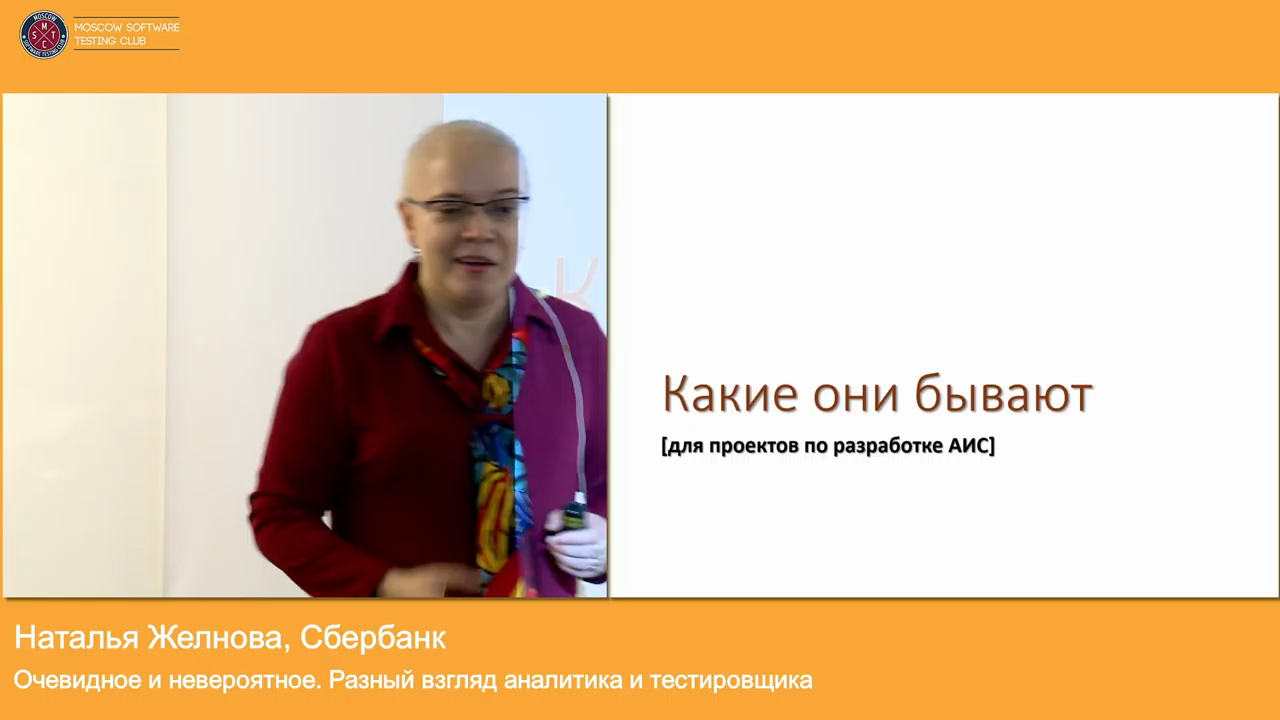 MOSCOW SOFTWARE
TESTING CLUB
M
S T
C
К
Какие они бывают
[для проектов по разработке АИС]
Наталья Желнова, Сбербанк
Очевидное и невероятное. Разный взгляд аналитика и тестировщика